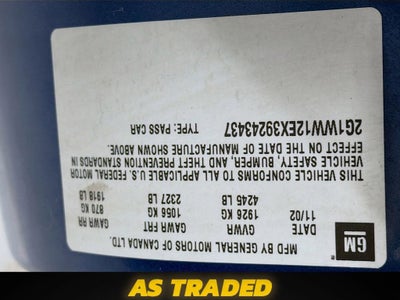 MFD BY GENERAL MOTORS OF CANADA LTD.
GM
DATE GVWR GAWR FRT GAWR RR
11/02 1926 KG 1056 KG 870 KG
4245 LB 2327 LB 1918 LB
THIS VEHICLE CONFORMS TO ALL APPLICABLE U.S. FEDERAL MOTOR
VEHICLE SAFETY, BUMPER, AND THEFT PREVENTION STANDARDS IN
EFFECT ON THE DATE OF MANUFACTURE SHOWN ABOVE.
2G1WW12EX39243437 TYPE: PASS CAR
AS TRADED